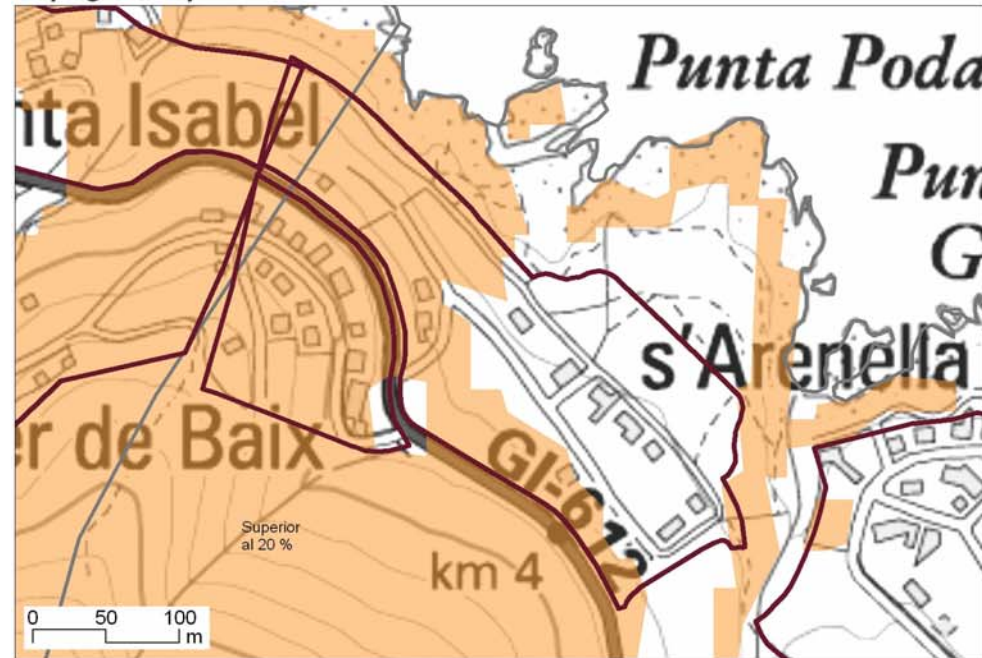 Punta Poda
nta Isabel
Pun
G
s'Arenella
er de Baix
GI-612
Superior
al 20 %
km 4
0 50 100
m